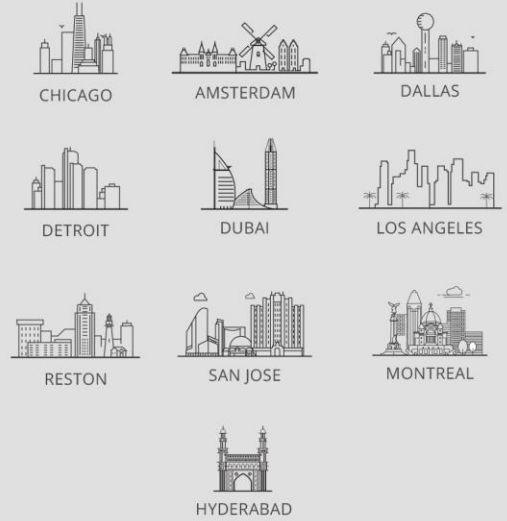 CHICAGO
AMSTERDAM
DALLAS
DETROIT
DUBAI
LOS ANGELES
RESTON
SAN JOSE
MONTREAL
HYDERABAD